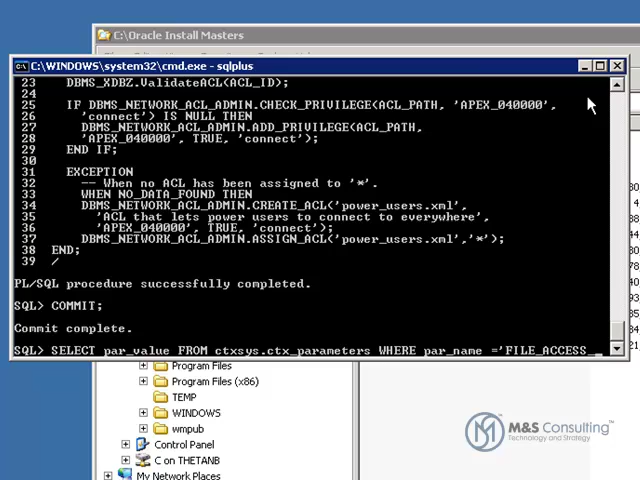 C:\Oracle Install Masters
C:\WINDOWS\system32\cmd.exe - sqlplus
23 DBMS_XDBZ.ValidateACL(ACL_ID);
24
25 IF DBMS_NETWORK_ACL_ADMIN.CHECK_PRIVILEGE(ACL_PATH, 'APEX_040000',
26 'connect') IS NULL THEN
27 DBMS_NETWORK_ACL_ADMIN.ADD_PRIVILEGE(ACL_PATH,
28 'APEX_040000', TRUE, 'connect');
29 END IF;
30
31 EXCEPTION
32 -- When no ACL has been assigned to '*'.
33 WHEN NO_DATA_FOUND THEN
34 DBMS_NETWORK_ACL_ADMIN.CREATE_ACL('power_users.xml',
35 'ACL that lets power users to connect to everywhere',
36 'APEX_040000', TRUE, 'connect');
37 DBMS_NETWORK_ACL_ADMIN.ASSIGN_ACL('power_users.xml','*');
38 END;
39 /
PL/SQL procedure successfully completed.
SQL> COMMIT;
Commit complete.
SQL> SELECT par_value FROM ctxsys.ctx_parameters WHERE par_name ='FILE_ACCESS_
Program Files
Program Files (x86)
TEMP
WINDOWS
wmpub
Control Panel
C on THETANB
My Network Places
M&S Consulting™
Technology and Strategy